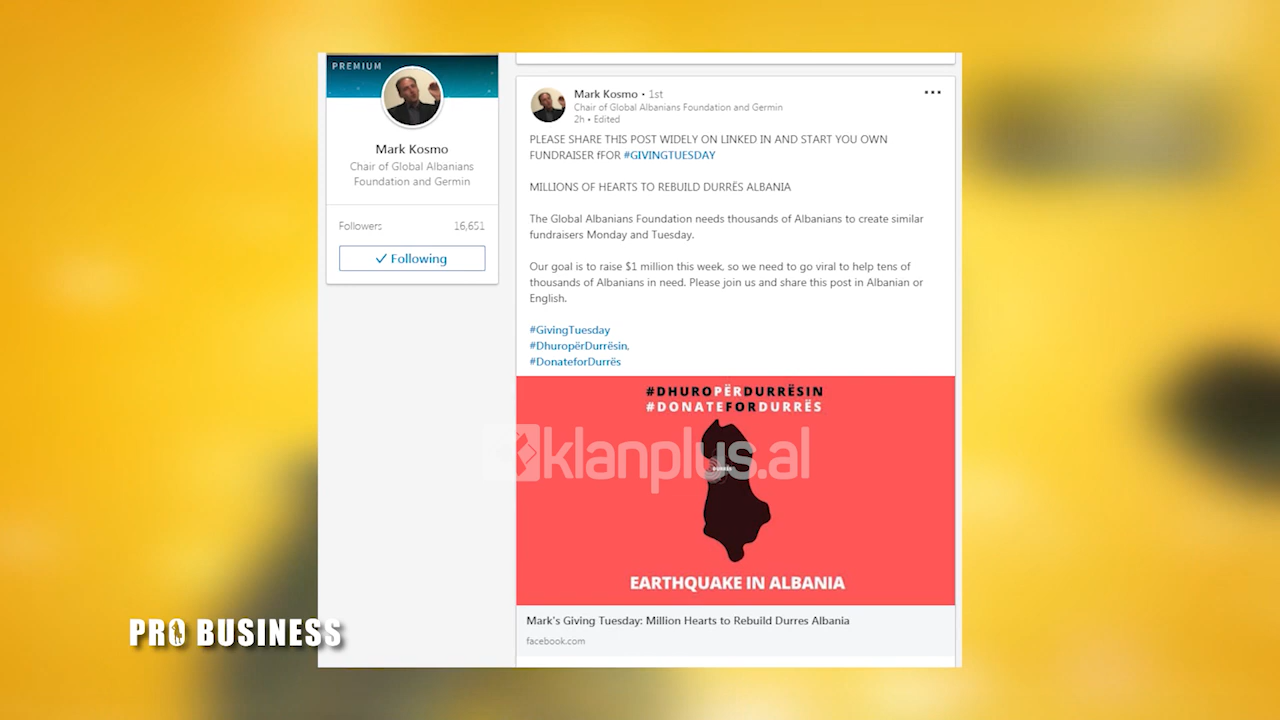 PREMIUM
Mark Kosmo
Chair of Global Albanians
Foundation and Germin
Followers 16,651
Following
Mark Kosmo • 1st
Chair of Global Albanians Foundation and Germin
2h • Edited
PLEASE SHARE THIS POST WIDELY ON LINKED IN AND START YOU OWN
FUNDRAISER fFOR #GIVINGTUESDAY
MILLIONS OF HEARTS TO REBUILD DURRËS ALBANIA
The Global Albanians Foundation needs thousands of Albanians to create similar
fundraisers Monday and Tuesday.
Our goal is to raise $1 million this week, so we need to go viral to help tens of
thousands of Albanians in need. Please join us and share this post in Albanian or
English.
#GivingTuesday
#DhuropërDurrësin,
#DonateforDurrës
#DHUROPËRDURRËSIN
#DONATEFORDURRËS
klanplus.al
DURRËS
EARTHQUAKE IN ALBANIA
Mark's Giving Tuesday: Million Hearts to Rebuild Durres Albania
facebook.com
PRO BUSINESS